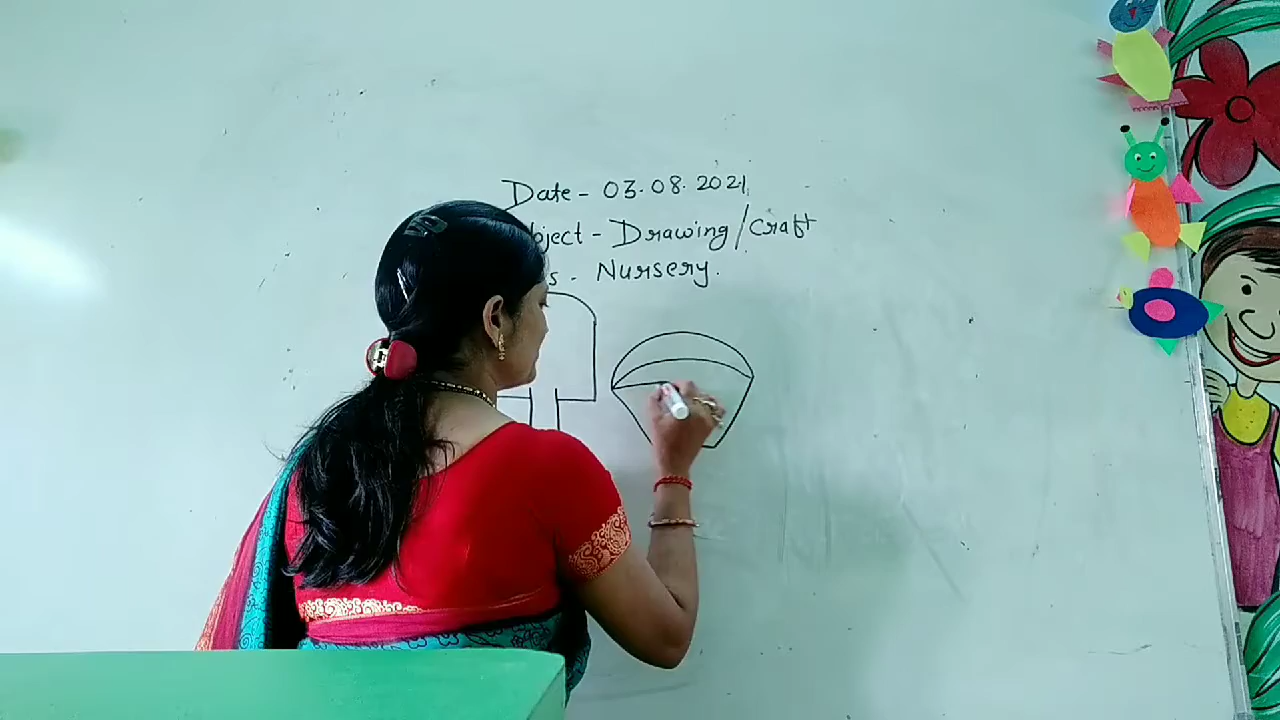 Date - 03.08.2021
bject - Drawing/Craft
s - Nursery.